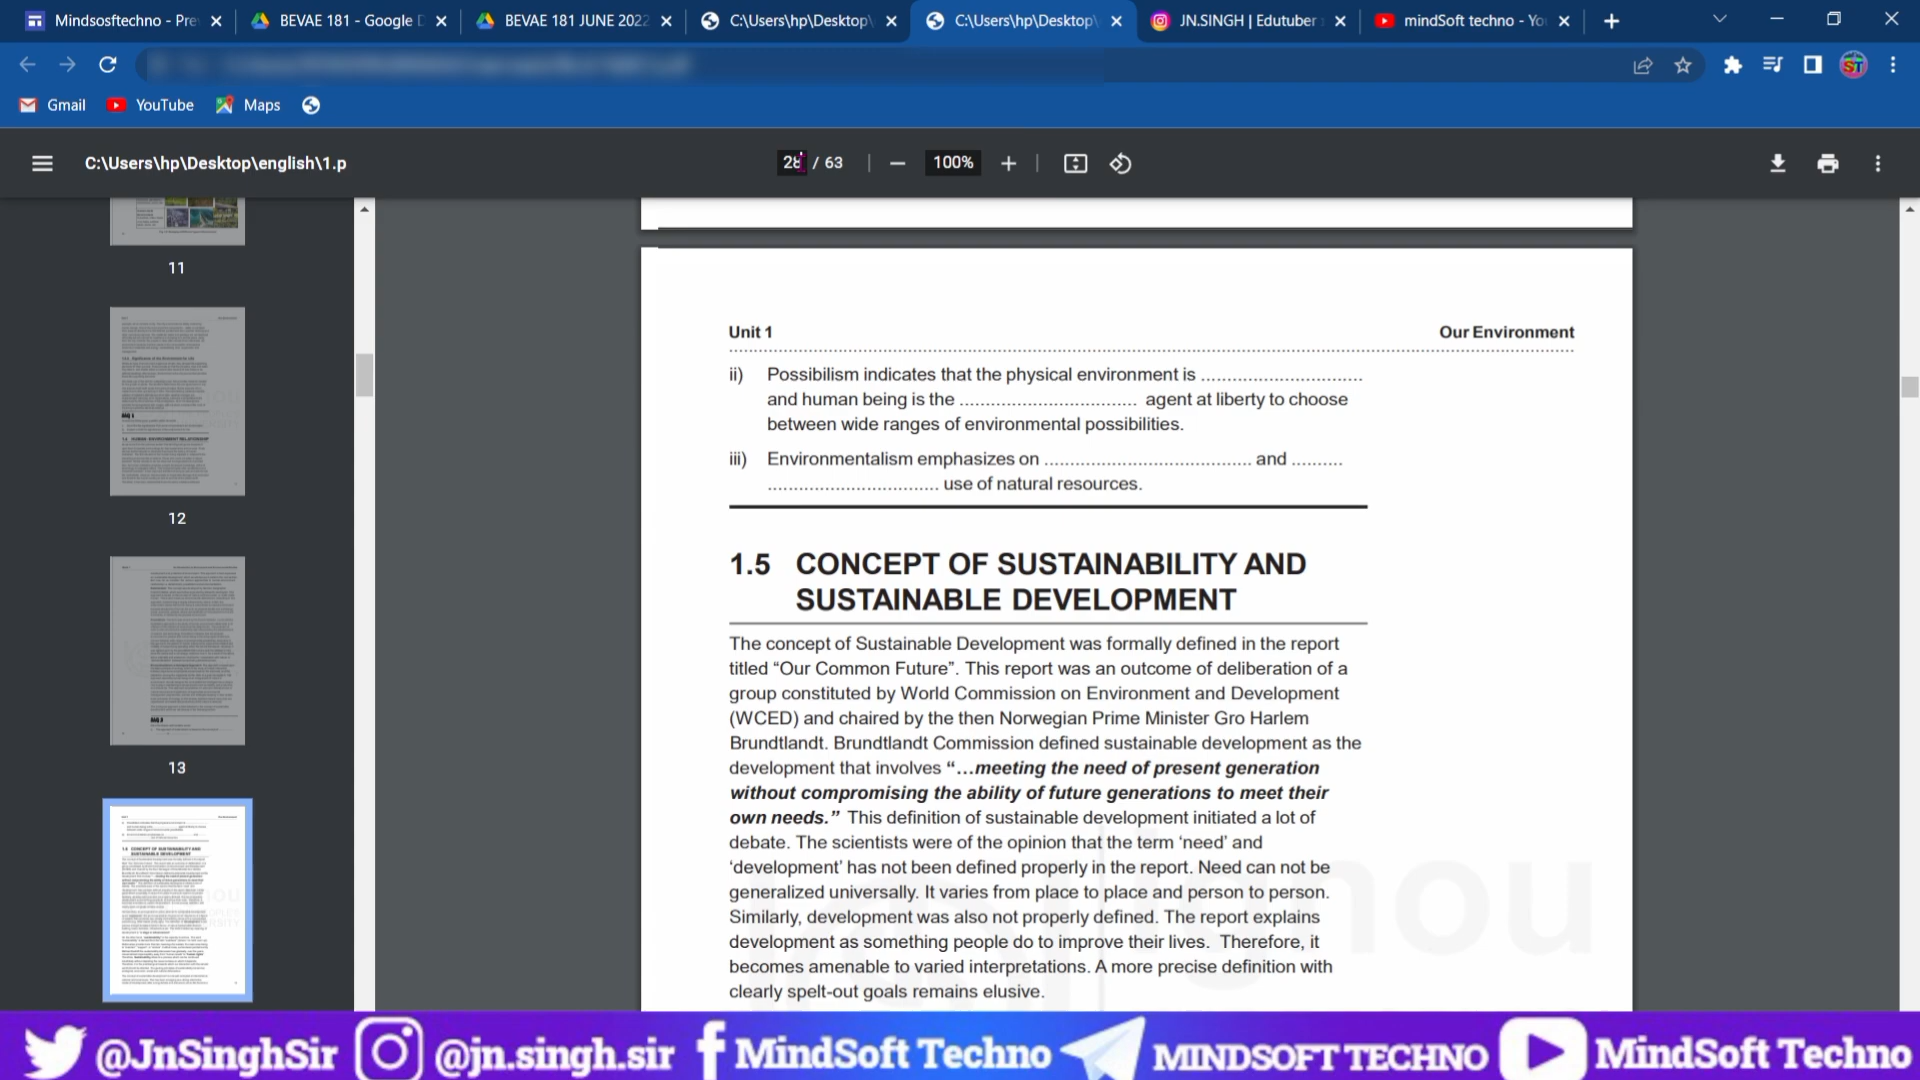 Mindsosftechno - Pre
BEVAE 181 - Google D
BEVAE 181 JUNE 2022
C:\Users\hp\Desktop\
C:\Users\hp\Desktop\
JN.SINGH | Edutuber
mindSoft techno - Yo
ST
Gmail
YouTube
Maps
C:\Users\hp\Desktop\english\1.p
28 / 63
100%
11
12
13
Unit 1
Our Environment
ii) Possibilism indicates that the physical environment is ............................
and human being is the ............................... agent at liberty to choose
between wide ranges of environmental possibilities.
iii) Environmentalism emphasizes on .................................... and .........
.............................. use of natural resources.
1.5 CONCEPT OF SUSTAINABILITY AND
SUSTAINABLE DEVELOPMENT
The concept of Sustainable Development was formally defined in the report
titled “Our Common Future”. This report was an outcome of deliberation of a
group constituted by World Commission on Environment and Development
(WCED) and chaired by the then Norwegian Prime Minister Gro Harlem
Brundtlandt. Brundtlandt Commission defined sustainable development as the
development that involves “…meeting the need of present generation
without compromising the ability of future generations to meet their
own needs.” This definition of sustainable development initiated a lot of
debate. The scientists were of the opinion that the term ‘need’ and
‘development’ has not been defined properly in the report. Need can not be
generalized universally. It varies from place to place and person to person.
Similarly, development was also not properly defined. The report explains
development as something people do to improve their lives. Therefore, it
becomes amenable to varied interpretations. A more precise definition with
clearly spelt-out goals remains elusive.
@JnSinghSir
@jn.singh.sir
MindSoft Techno
MINDSOFT TECHNO
MindSoft Techno